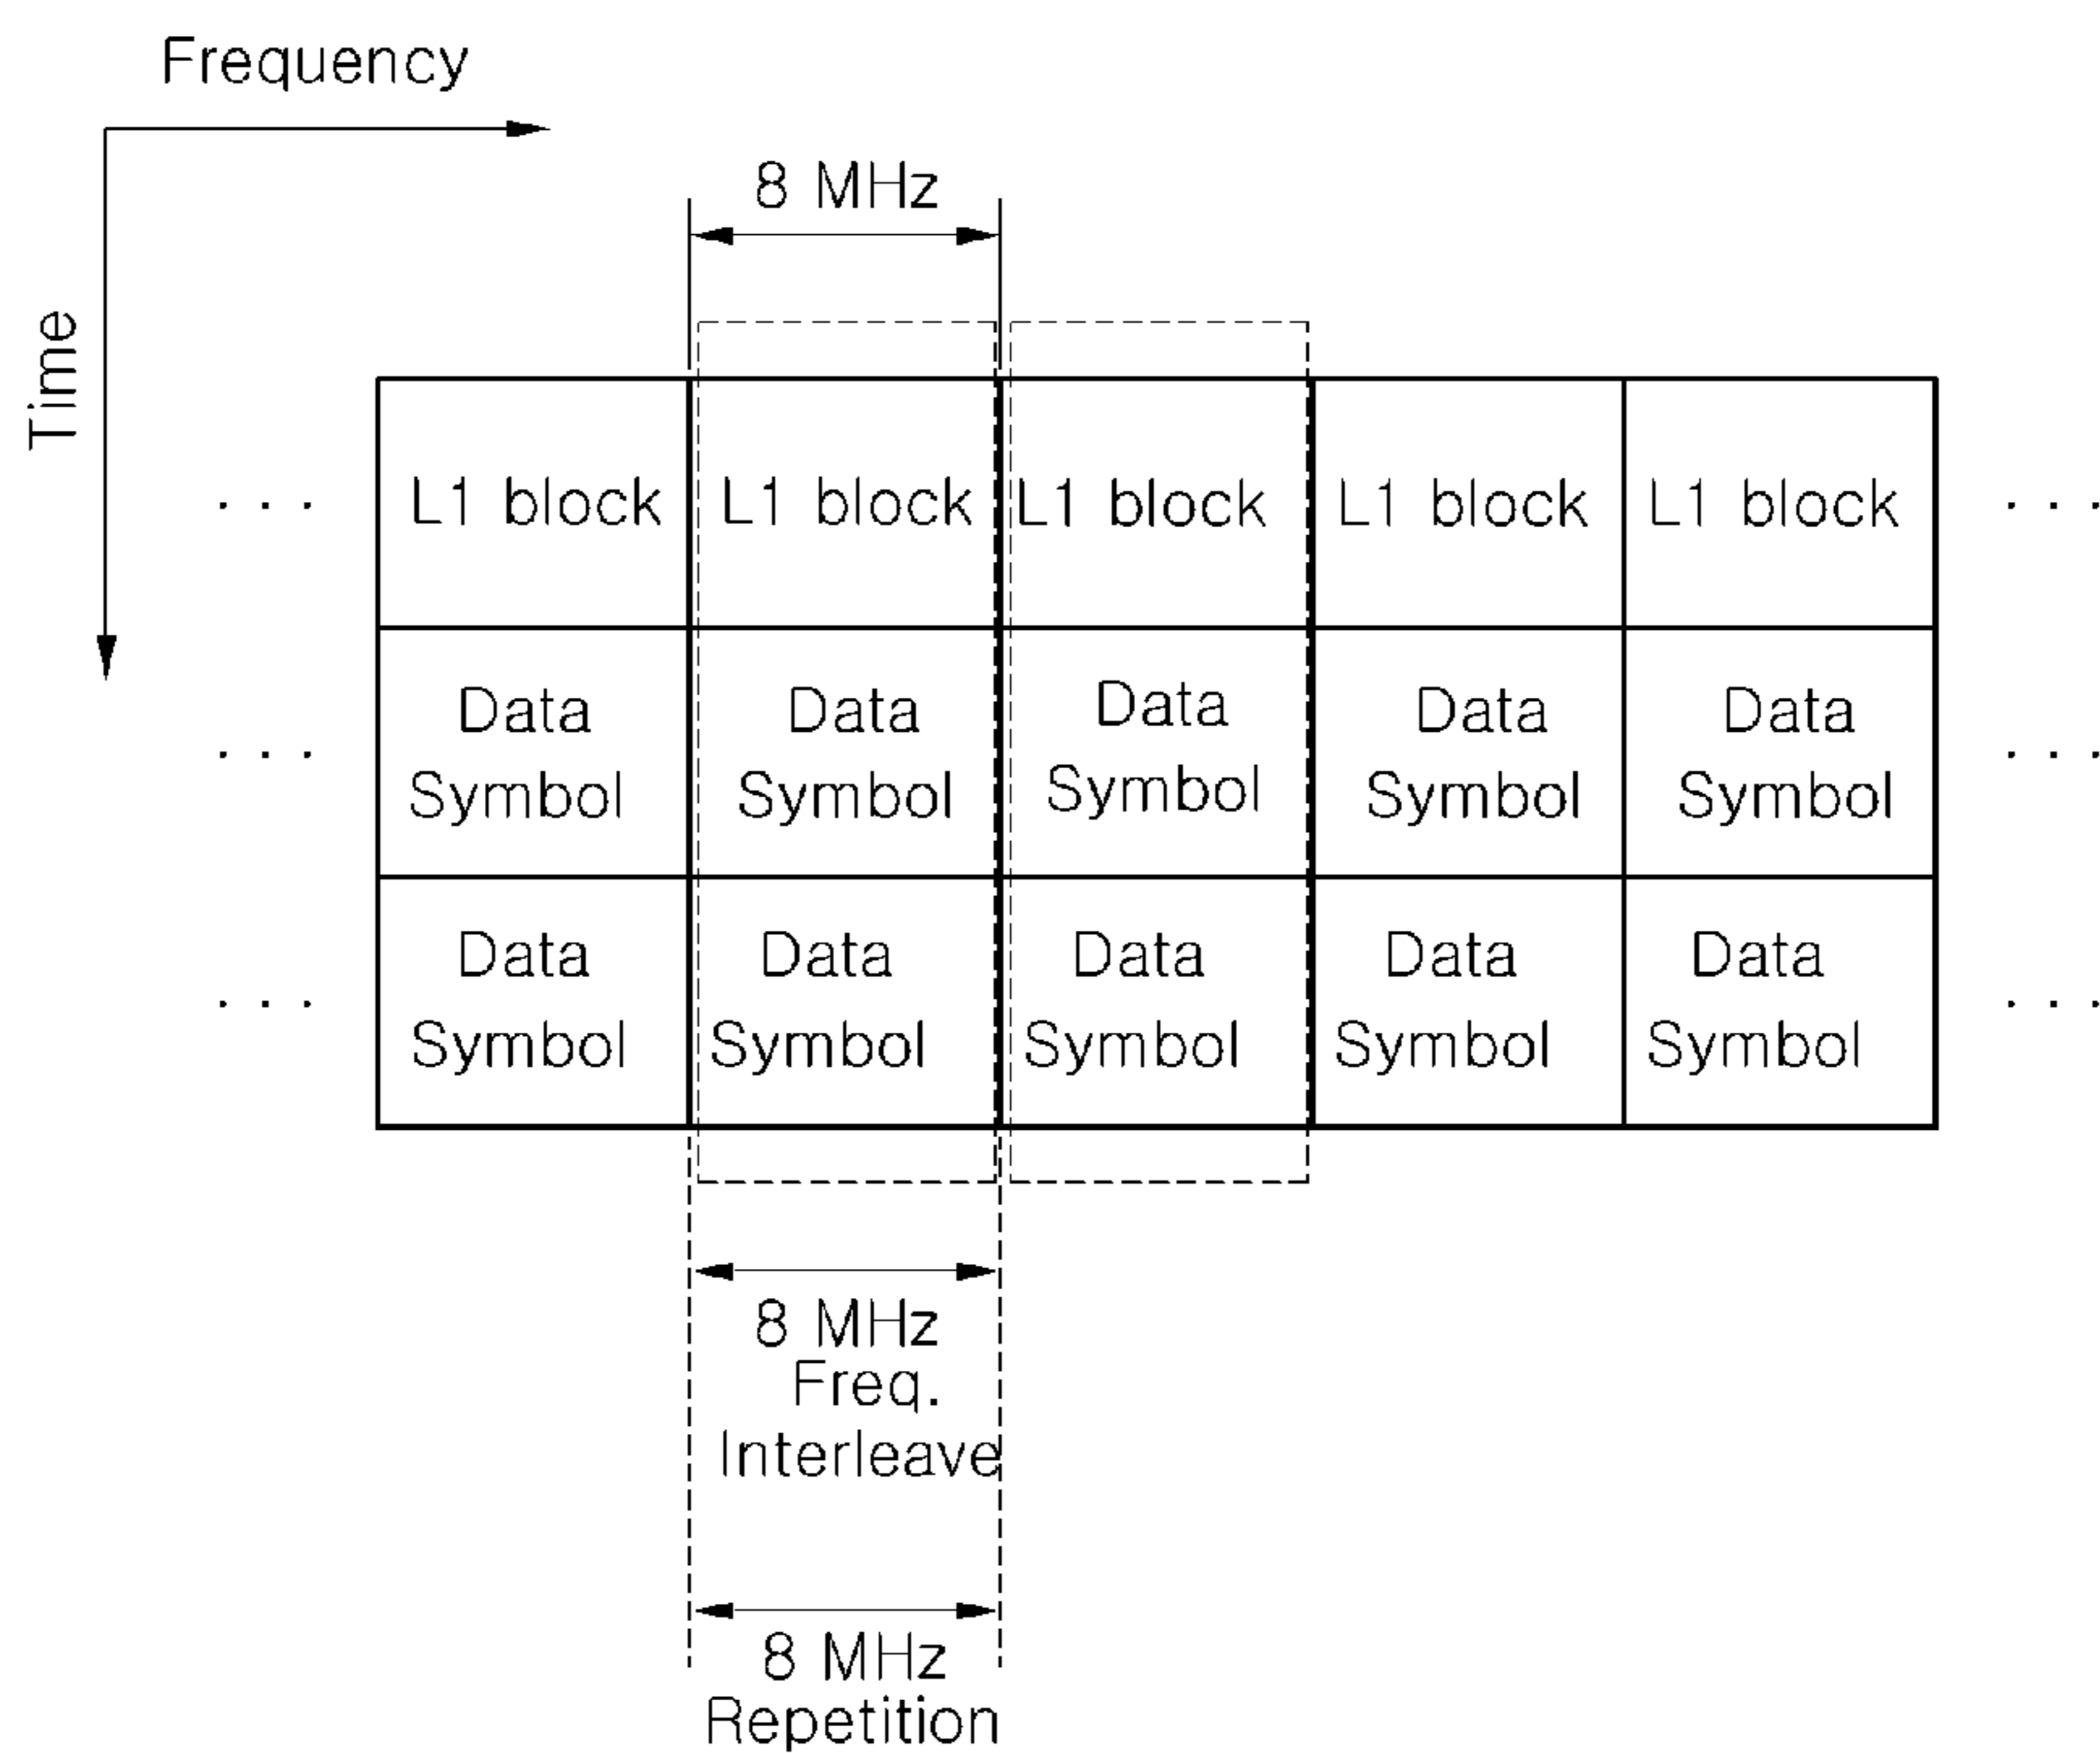 Frequency
Time
8 MHz
. . . L1 block L1 block L1 block L1 block L1 block . . .
Data Data Data Data Data
. . . Symbol Symbol Symbol Symbol Symbol . . .
Data Data Data Data Data
. . . Symbol Symbol Symbol Symbol Symbol . . .
8 MHz
Freq.
Interleave
8 MHz
Repetition